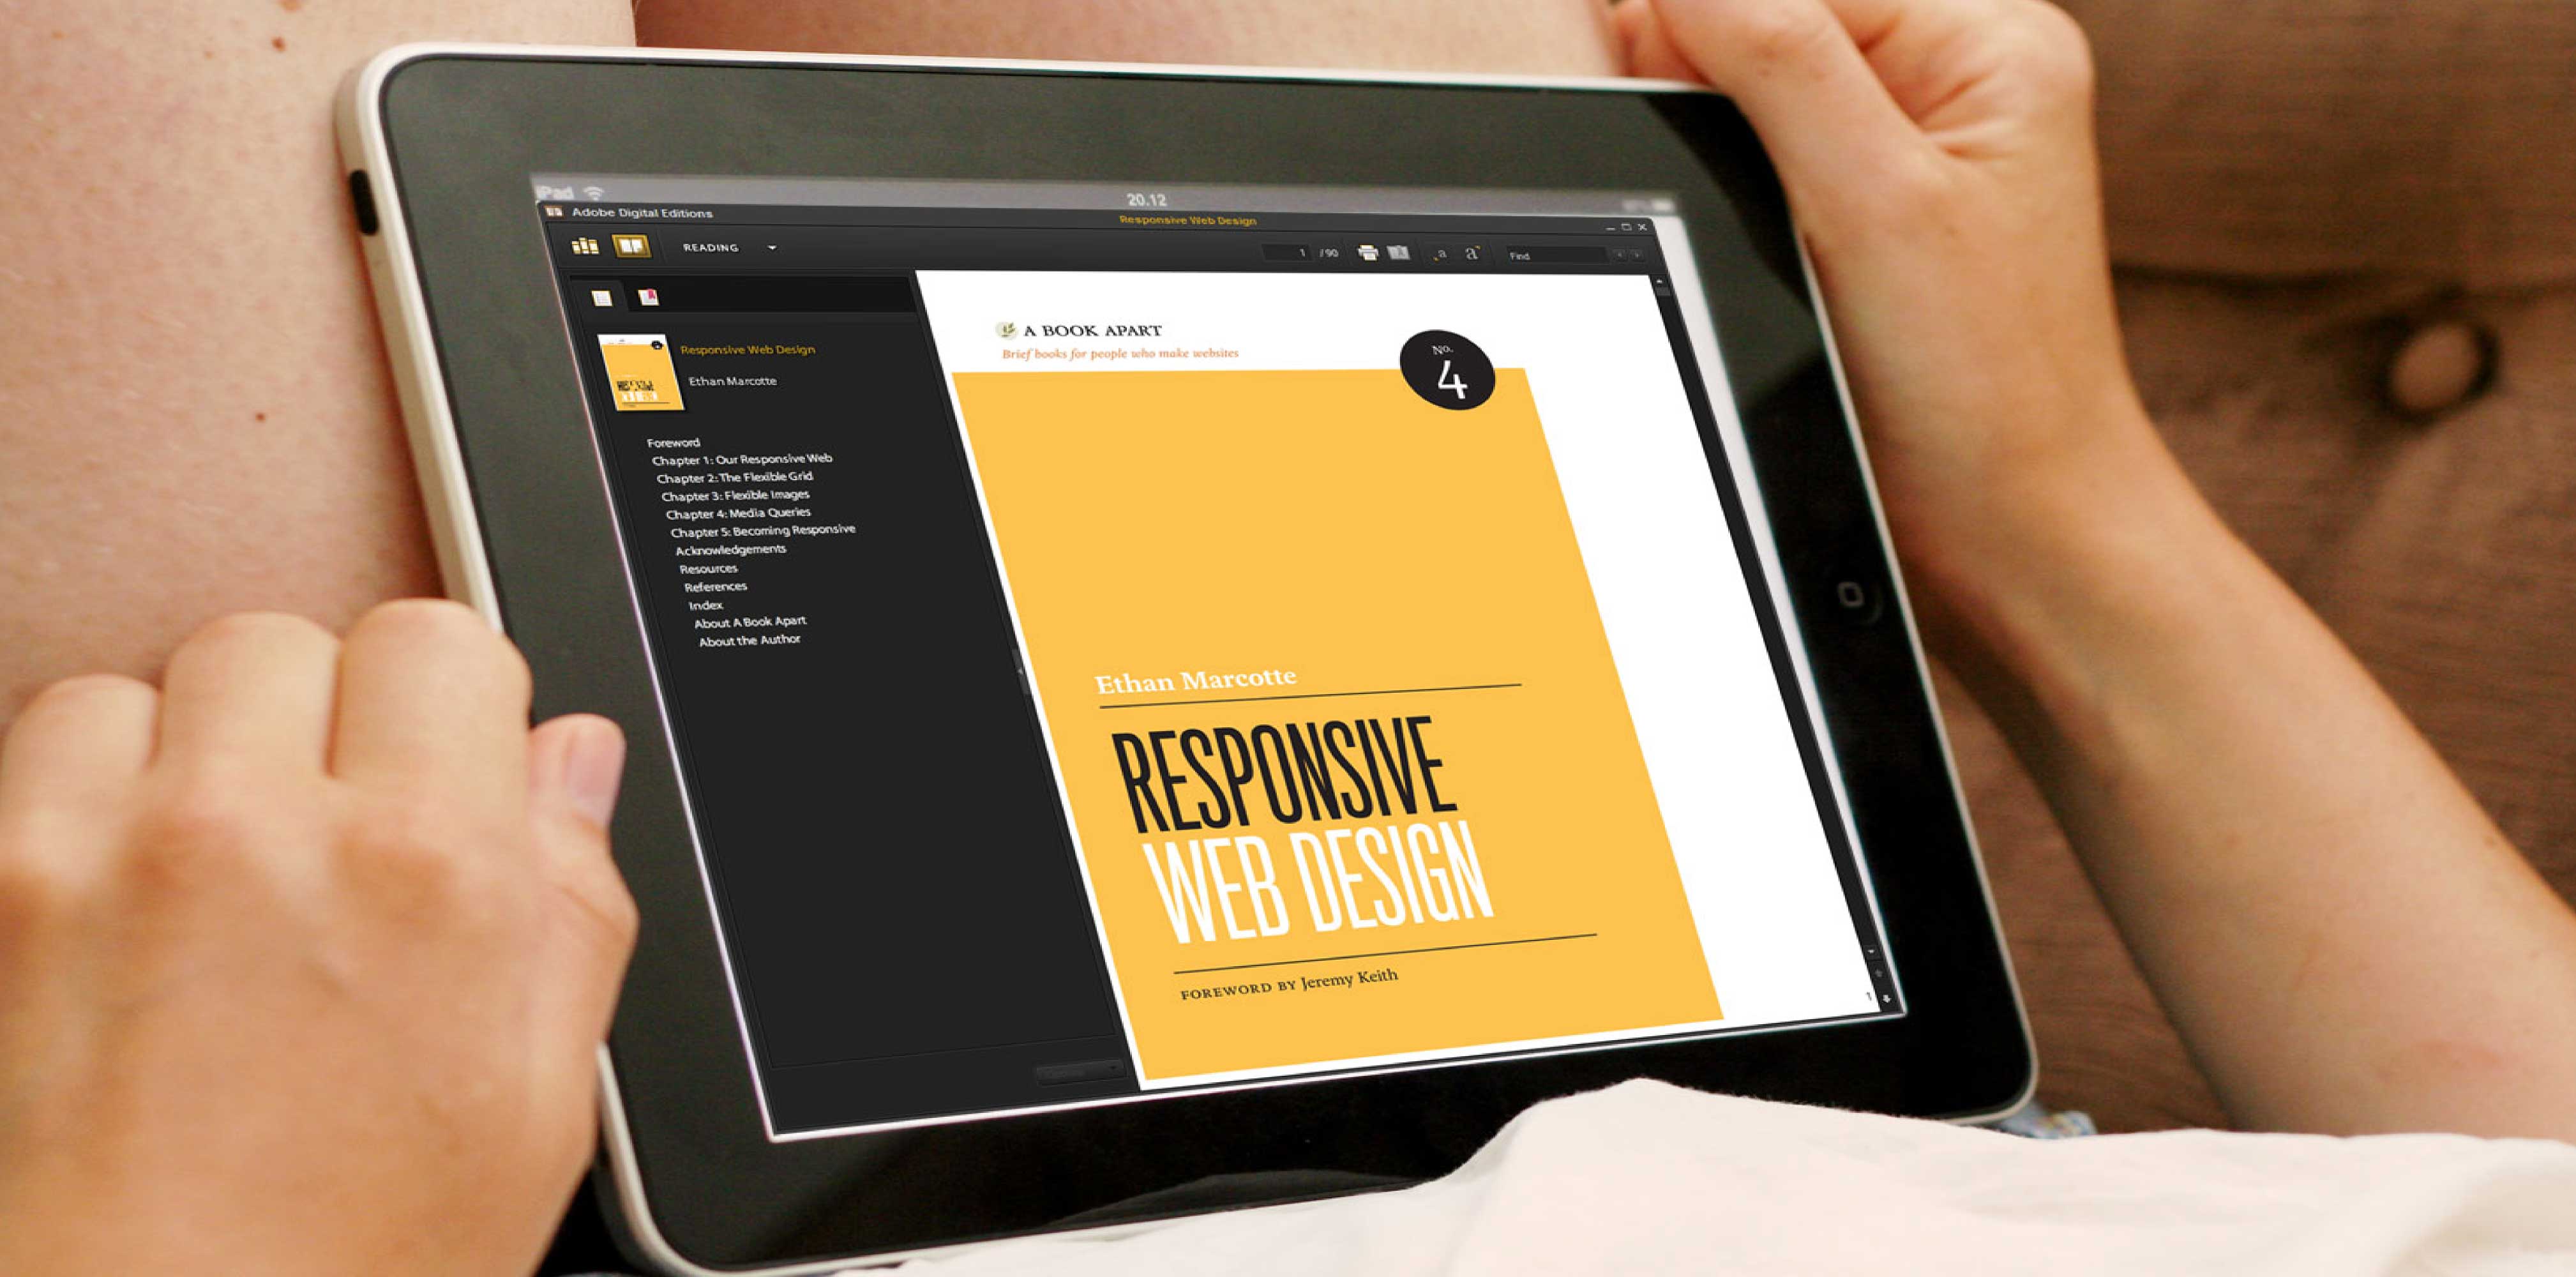 iPad
20.12
Adobe Digital Editions
Responsive Web Design
READING
1 / 90
a
a
Find
Responsive Web Design
Ethan Marcotte
Foreword
Chapter 1: Our Responsive Web
Chapter 2: The Flexible Grid
Chapter 3: Flexible Images
Chapter 4: Media Queries
Chapter 5: Becoming Responsive
Acknowledgements
Resources
References
Index
About A Book Apart
About the Author
A BOOK APART
Brief books for people who make websites
No.
4
Ethan Marcotte
RESPONSIVE
WEB DESIGN
FOREWORD BY Jeremy Keith
1